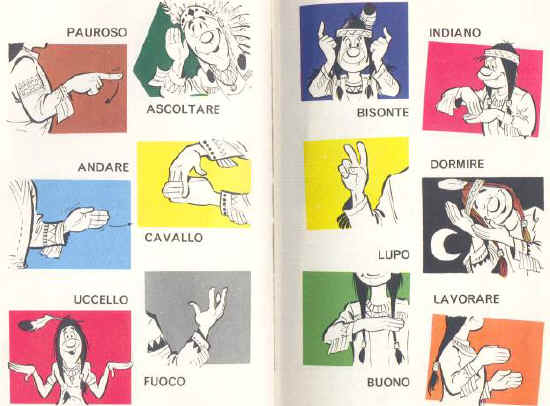 PAUROSO
ASCOLTARE
ANDARE
CAVALLO
UCCELLO
FUOCO
BISONTE
INDIANO
DORMIRE
LUPO
LAVORARE
BUONO